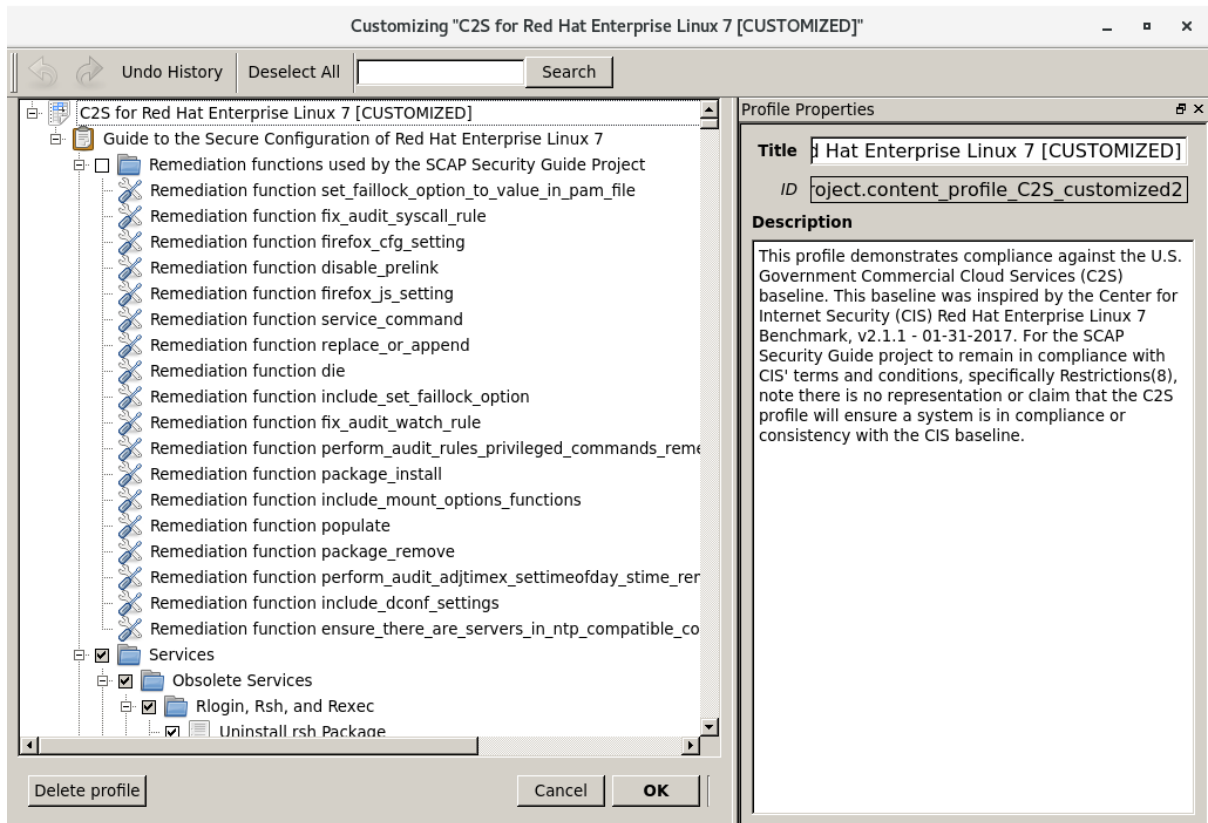 Customizing "C2S for Red Hat Enterprise Linux 7 [CUSTOMIZED]"
Undo History
Deselect All
Search
C2S for Red Hat Enterprise Linux 7 [CUSTOMIZED]
Guide to the Secure Configuration of Red Hat Enterprise Linux 7
Remediation functions used by the SCAP Security Guide Project
Remediation function set_faillock_option_to_value_in_pam_file
Remediation function fix_audit_syscall_rule
Remediation function firefox_cfg_setting
Remediation function disable_prelink
Remediation function firefox_js_setting
Remediation function service_command
Remediation function replace_or_append
Remediation function die
Remediation function include_set_faillock_option
Remediation function fix_audit_watch_rule
Remediation function perform_audit_rules_privileged_commands_reme
Remediation function package_install
Remediation function include_mount_options_functions
Remediation function populate
Remediation function package_remove
Remediation function perform_audit_adjtimex_settimeofday_stime_rer
Remediation function include_dconf_settings
Remediation function ensure_there_are_servers_in_ntp_compatible_co
Services
Obsolete Services
Rlogin, Rsh, and Rexec
Uninstall rsh Package
Delete profile
Cancel
OK
Profile Properties
Title d Hat Enterprise Linux 7 [CUSTOMIZED]
ID roject.content_profile_C2S_customized2
Description
This profile demonstrates compliance against the U.S.
Government Commercial Cloud Services (C2S)
baseline. This baseline was inspired by the Center for
Internet Security (CIS) Red Hat Enterprise Linux 7
Benchmark, v2.1.1 - 01-31-2017. For the SCAP
Security Guide project to remain in compliance with
CIS' terms and conditions, specifically Restrictions(8),
note there is no representation or claim that the C2S
profile will ensure a system is in compliance or
consistency with the CIS baseline.